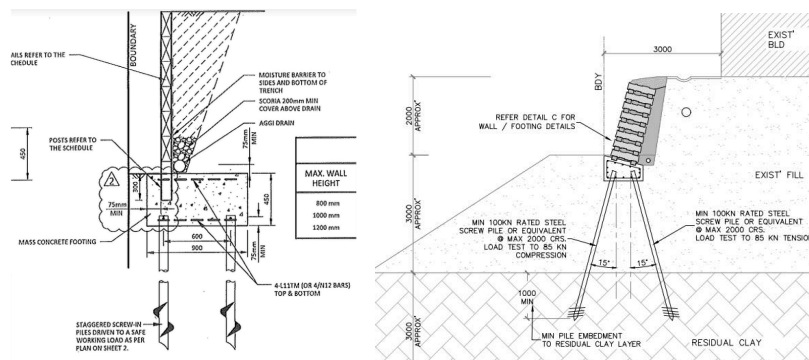 BOUNDARY
AILS REFER TO THE
CHEDULE
MOISTURE BARRIER TO
SIDES AND BOTTOM OF
TRENCH
SCORIA 200mm MIN
COVER ABOVE DRAIN
AGGI DRAIN
75mm
MIN
450
POSTS REFER TO
THE SCHEDULE
2
300
75mm
MIN
450
MASS CONCRETE FOOTING
600
900
75mm
MIN
4-L11TM (OR 4/N12 BARS)
TOP & BOTTOM
STAGGERED SCREW-IN
PILES DRIVEN TO A SAFE
WORKING LOAD AS PER
PLAN ON SHEET 2.
MAX. WALL
HEIGHT
800 mm
1000 mm
1200 mm
3000
EXIST'
BLD
BDY
2000
APPROX'
REFER DETAIL C FOR
WALL / FOOTING DETAILS
EXIST' FILL
3000
APPROX'
MIN 100KN RATED STEEL
SCREW PILE OR EQUIVALENT
@ MAX 2000 CRS.
LOAD TEST TO 85 KN
COMPRESSION
MIN 100KN RATED STEEL
SCREW PILE OR EQUIVALENT
@ MAX 2000 CRS.
LOAD TEST TO 85 KN TENSIO
15°
15°
1000
MIN
3000
APPROX'
MIN PILE EMBEDMENT
TO RESIDUAL CLAY LAYER
RESIDUAL CLAY